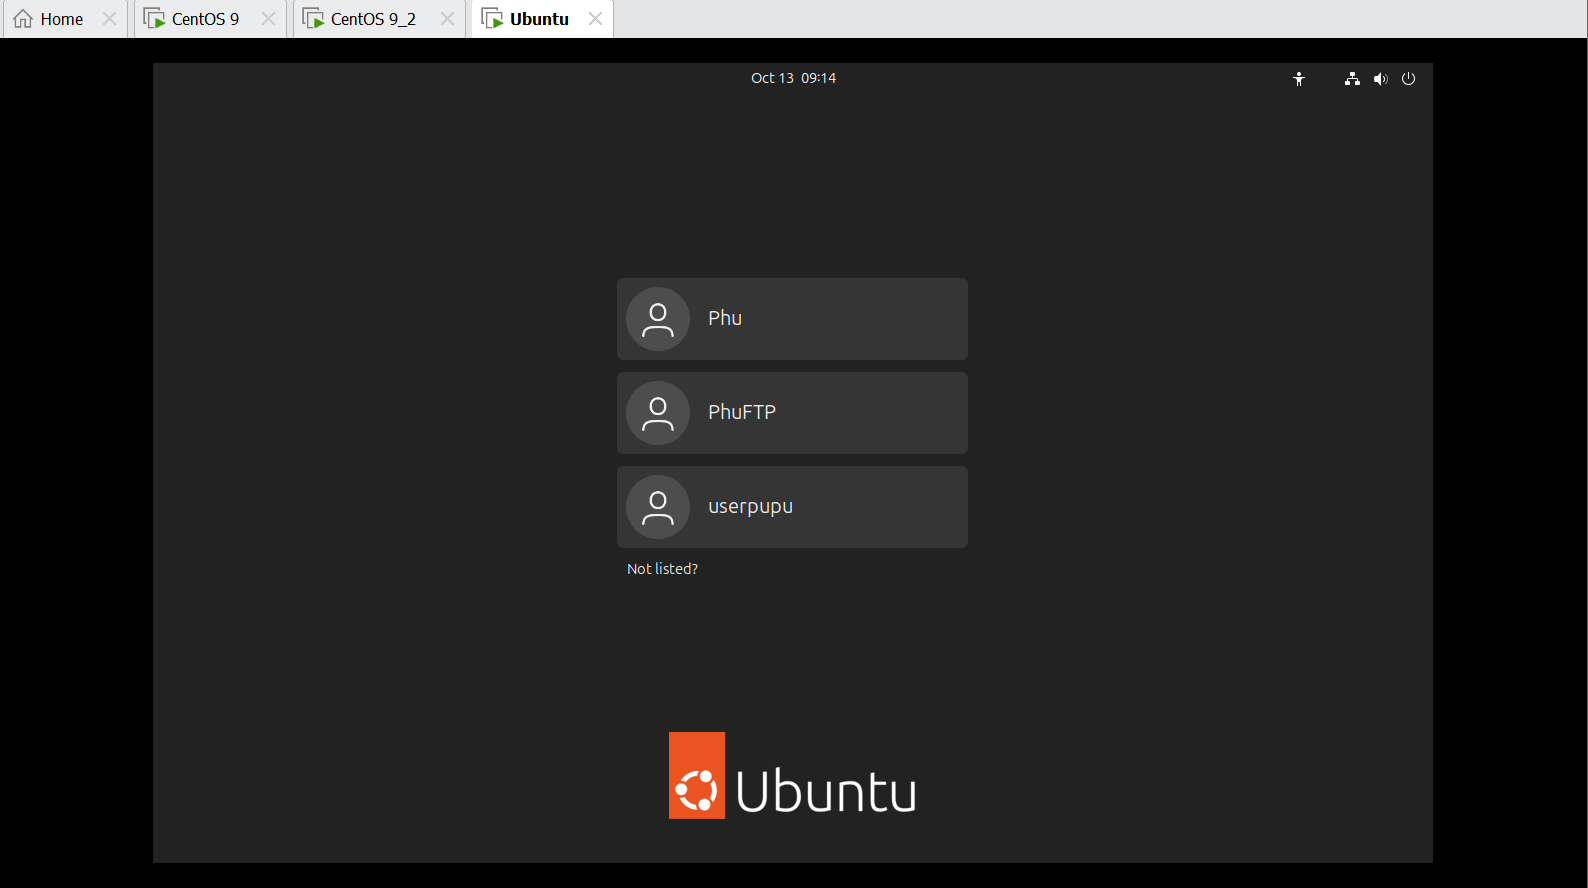 Home
CentOS 9
CentOS 9_2
Ubuntu
Oct 13 09:14
Phu
PhuFTP
userpupu
Not listed?
Ubuntu